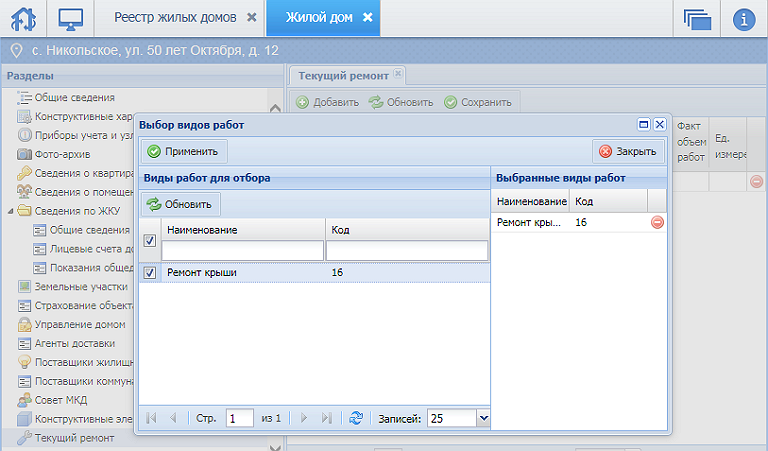 Реестр жилых домов
Жилой дом
с. Никольское, ул. 50 лет Октября, д. 12
Разделы
Общие сведения
Конструктивные хар
Приборы учета и узл
Фото-архив
Сведения о квартира
Сведения о помещен
Сведения по ЖКУ
Общие сведения
Лицевые счета до
Показания общед
Земельные участки
Страхование объекта
Управление домом
Агенты доставки
Поставщики жилищн
Поставщики коммуна
Совет МКД
Конструктивные эле
Текущий ремонт
Текущий ремонт
Добавить Обновить Сохранить
Факт объем работ
Ед. измере
Выбор видов работ
Применить
Закрыть
Виды работ для отбора
Обновить
Наименование Код
Ремонт крыши 16
Стр. 1 из 1 Записей: 25
Выбранные виды работ
Наименование Код
Ремонт кры... 16